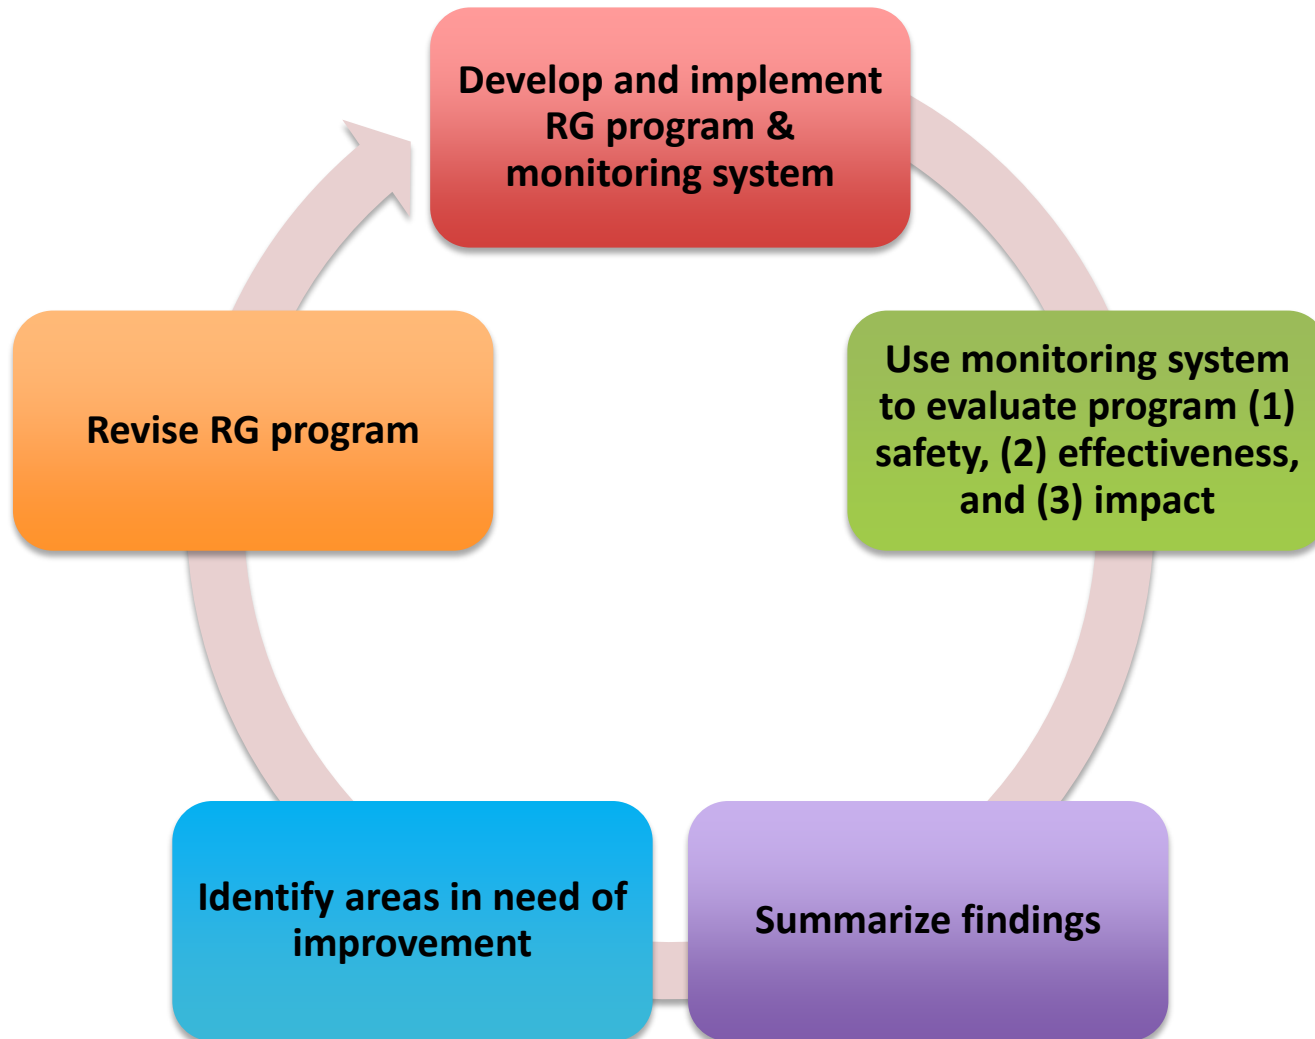 Develop and implement
RG program &
monitoring system
Use monitoring system
to evaluate program (1)
safety, (2) effectiveness,
and (3) impact
Summarize findings
Identify areas in need of
improvement
Revise RG program